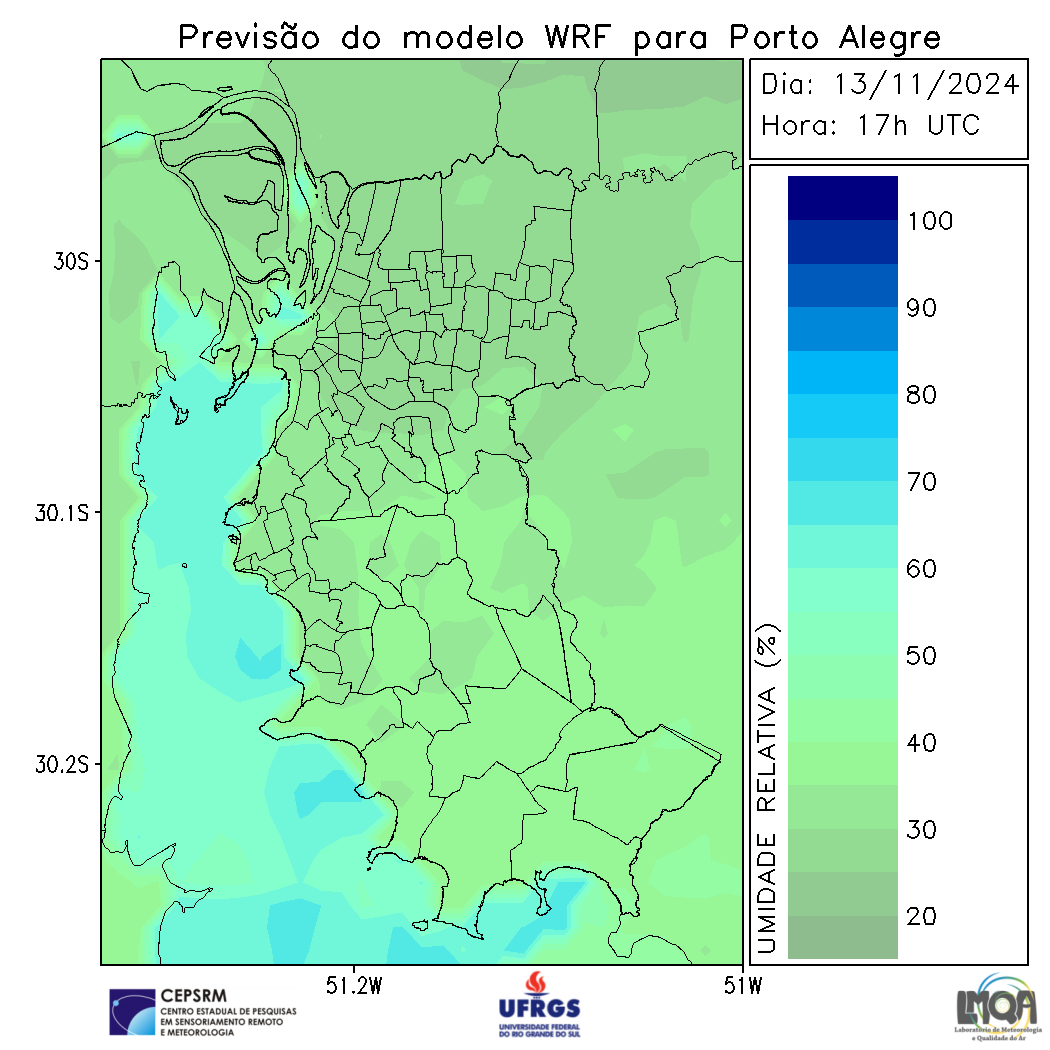 Previsão do modelo WRF para Porto Alegre
Dia: 13/11/2024
Hora: 17h UTC
100
90
80
70
60
50
40
30
20
UMIDADE RELATIVA (%)
30S
30.1S
30.2S
51.2W
51W
CEPSRM
CENTRO ESTADUAL DE PESQUISAS
EM SENSORIAMENTO REMOTO
E METEOROLOGIA
UFRGS
UNIVERSIDADE FEDERAL
DO RIO GRANDE DO SUL
LMQA
Laboratório de Meteorologia
e Qualidade do Ar